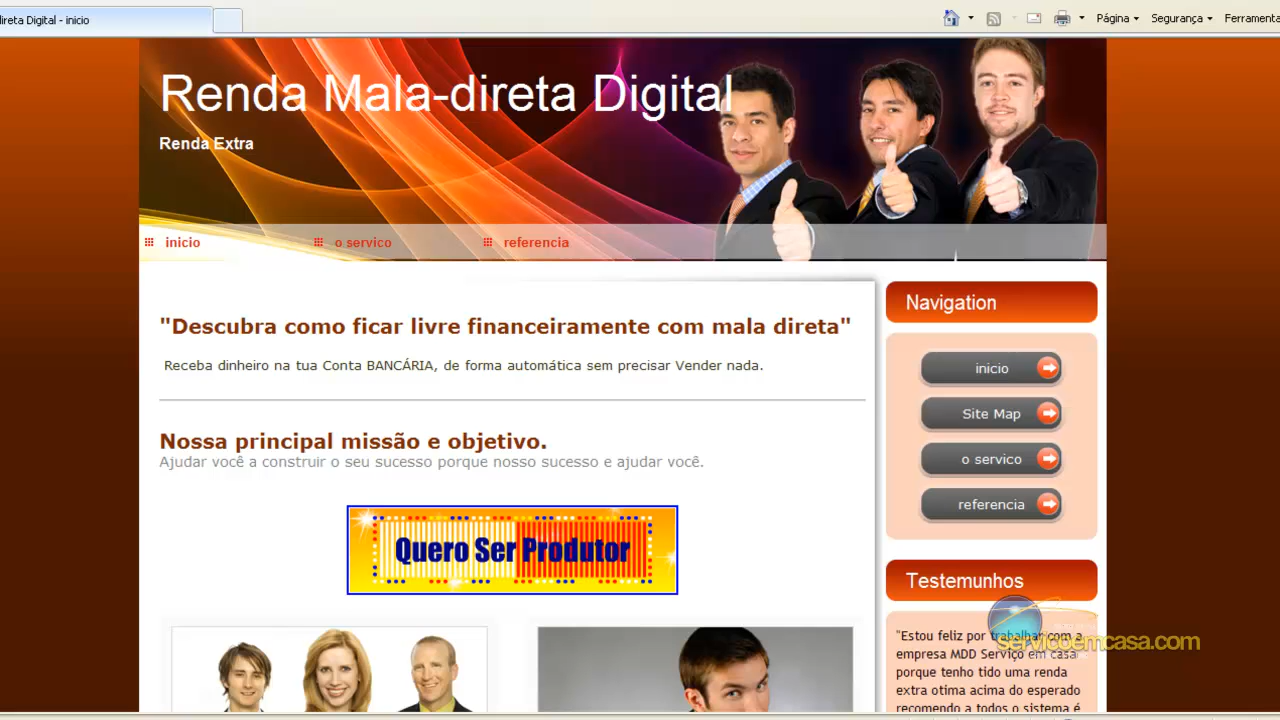 ireta Digital - inicio
Página
Segurança
Ferramenta
Renda Mala-direta Digital
Renda Extra
inicio
o servico
referencia
"Descubra como ficar livre financeiramente com mala direta"
Receba dinheiro na tua Conta BANCÁRIA, de forma automática sem precisar Vender nada.
Nossa principal missão e objetivo.
Ajudar você a construir o seu sucesso porque nosso sucesso e ajudar você.
Quero Ser Produtor
Navigation
inicio
Site Map
o servico
referencia
Testemunhos
"Estou feliz por trabalhar com a
empresa MDD Serviço em casa
porque tenho tido uma renda
extra otima acima do esperado
recomendo a todos o sistema é
servicoemcasa.com